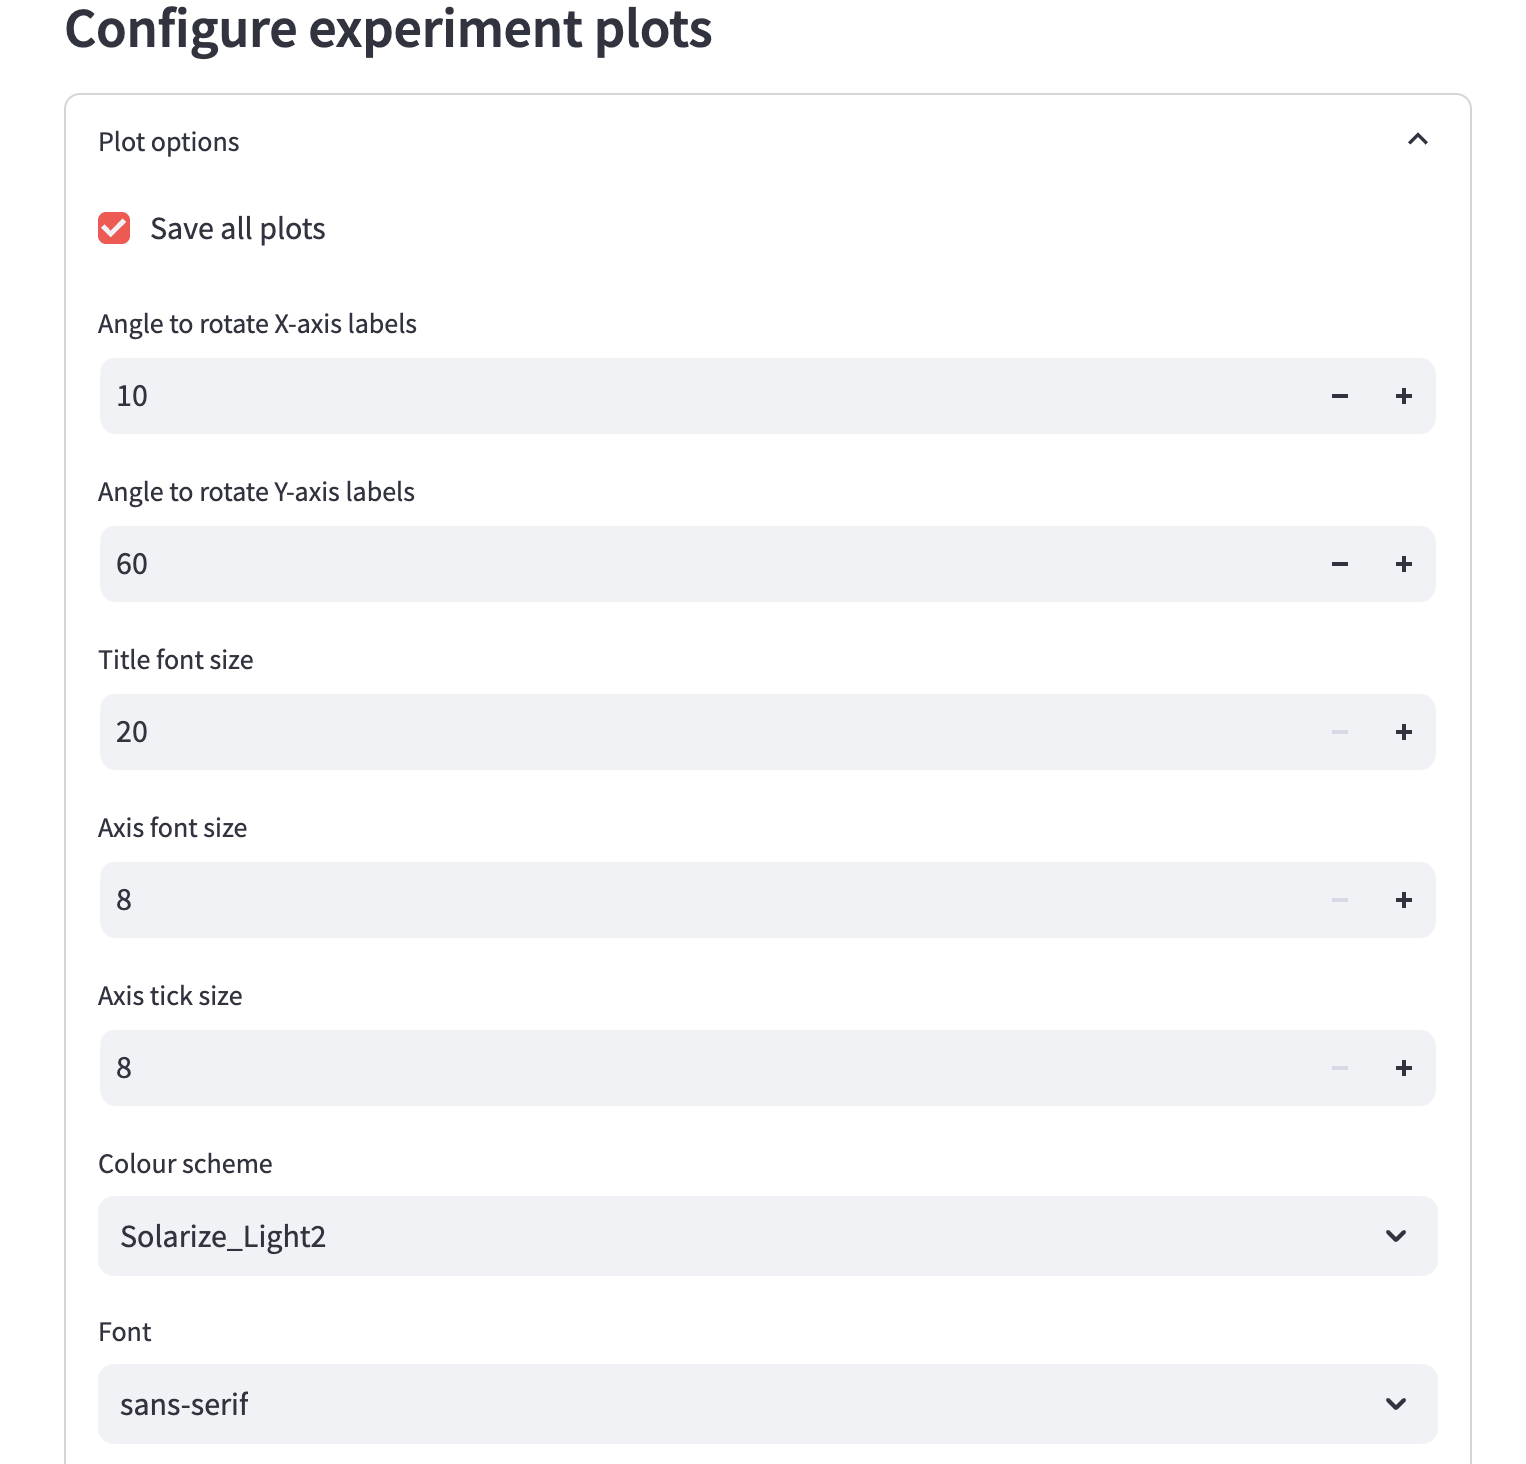 Configure experiment plots
Plot options
Save all plots
Angle to rotate X-axis labels
10
Angle to rotate Y-axis labels
60
Title font size
20
Axis font size
8
Axis tick size
8
Colour scheme
Solarize_Light2
Font
sans-serif